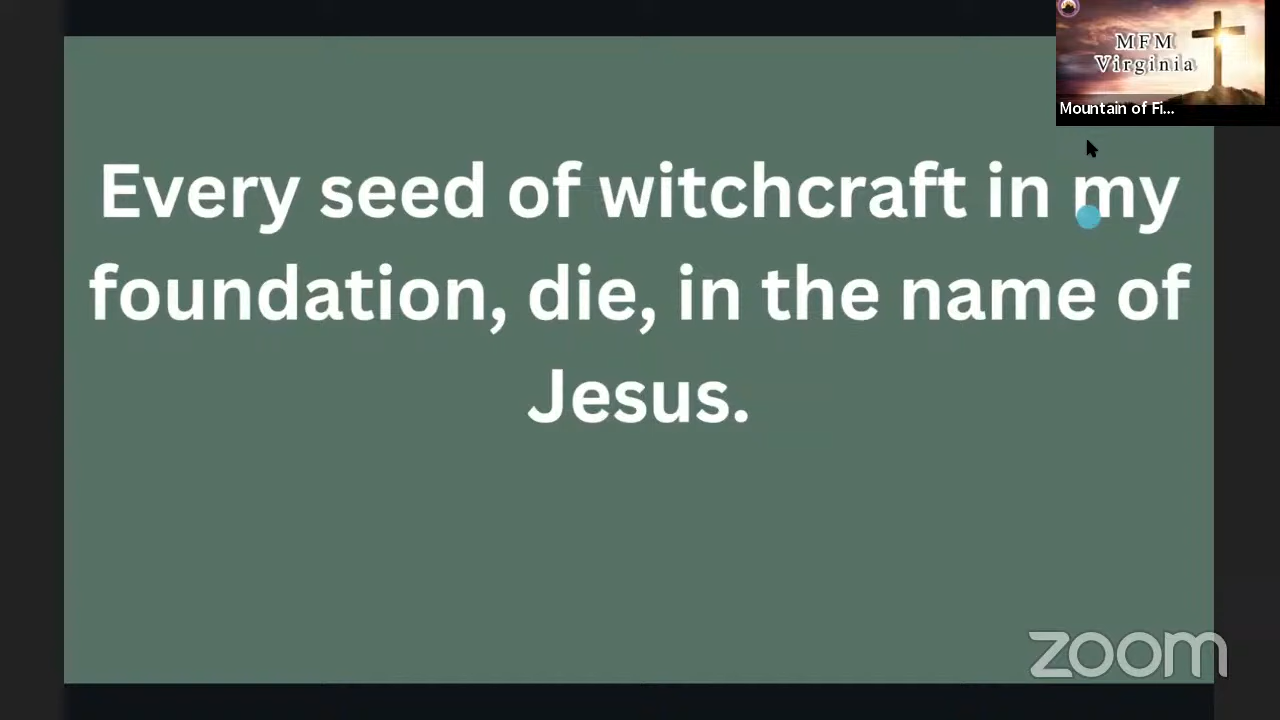 MFM
Virginia
Mountain of Fi...
Every seed of witchcraft in my
foundation, die, in the name of
Jesus.
zoom